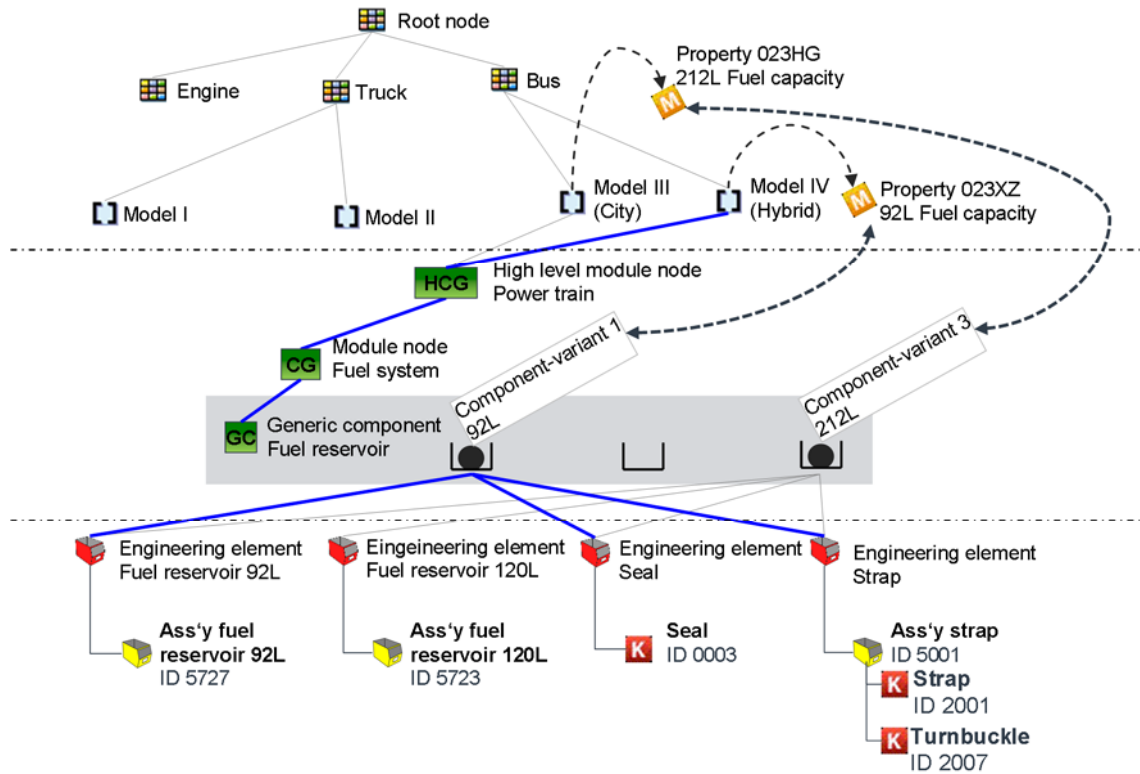 Root node
Property 023HG
212L Fuel capacity
Engine
Truck
Bus
M
Model I
Model II
Model III
(City)
Model IV
(Hybrid)
M
Property 023XZ
92L Fuel capacity
HCG
High level module node
Power train
CG
Module node
Fuel system
Component-variant 1
92L
Component-variant 3
212L
GC
Generic component
Fuel reservoir
Engineering element
Fuel reservoir 92L
Eingeineering element
Fuel reservoir 120L
Engineering element
Seal
Engineering element
Strap
Ass‘y fuel
reservoir 92L
ID 5727
Ass‘y fuel
reservoir 120L
ID 5723
K
Seal
ID 0003
Ass‘y strap
ID 5001
K
Strap
ID 2001
K
Turnbuckle
ID 2007